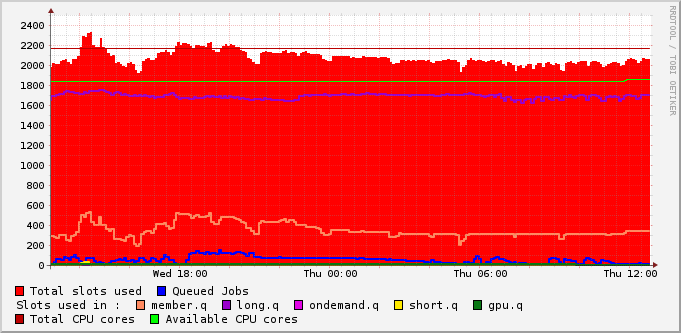 2400
2200
2000
1800
1600
1400
1200
1000
800
600
400
200
0
Wed 18:00 Thu 00:00 Thu 06:00 Thu 12:00
RRDTOOL / TOBI OETIKER
Total slots used Queued Jobs
Slots used in : member.q long.q ondemand.q short.q gpu.q
Total CPU cores Available CPU cores